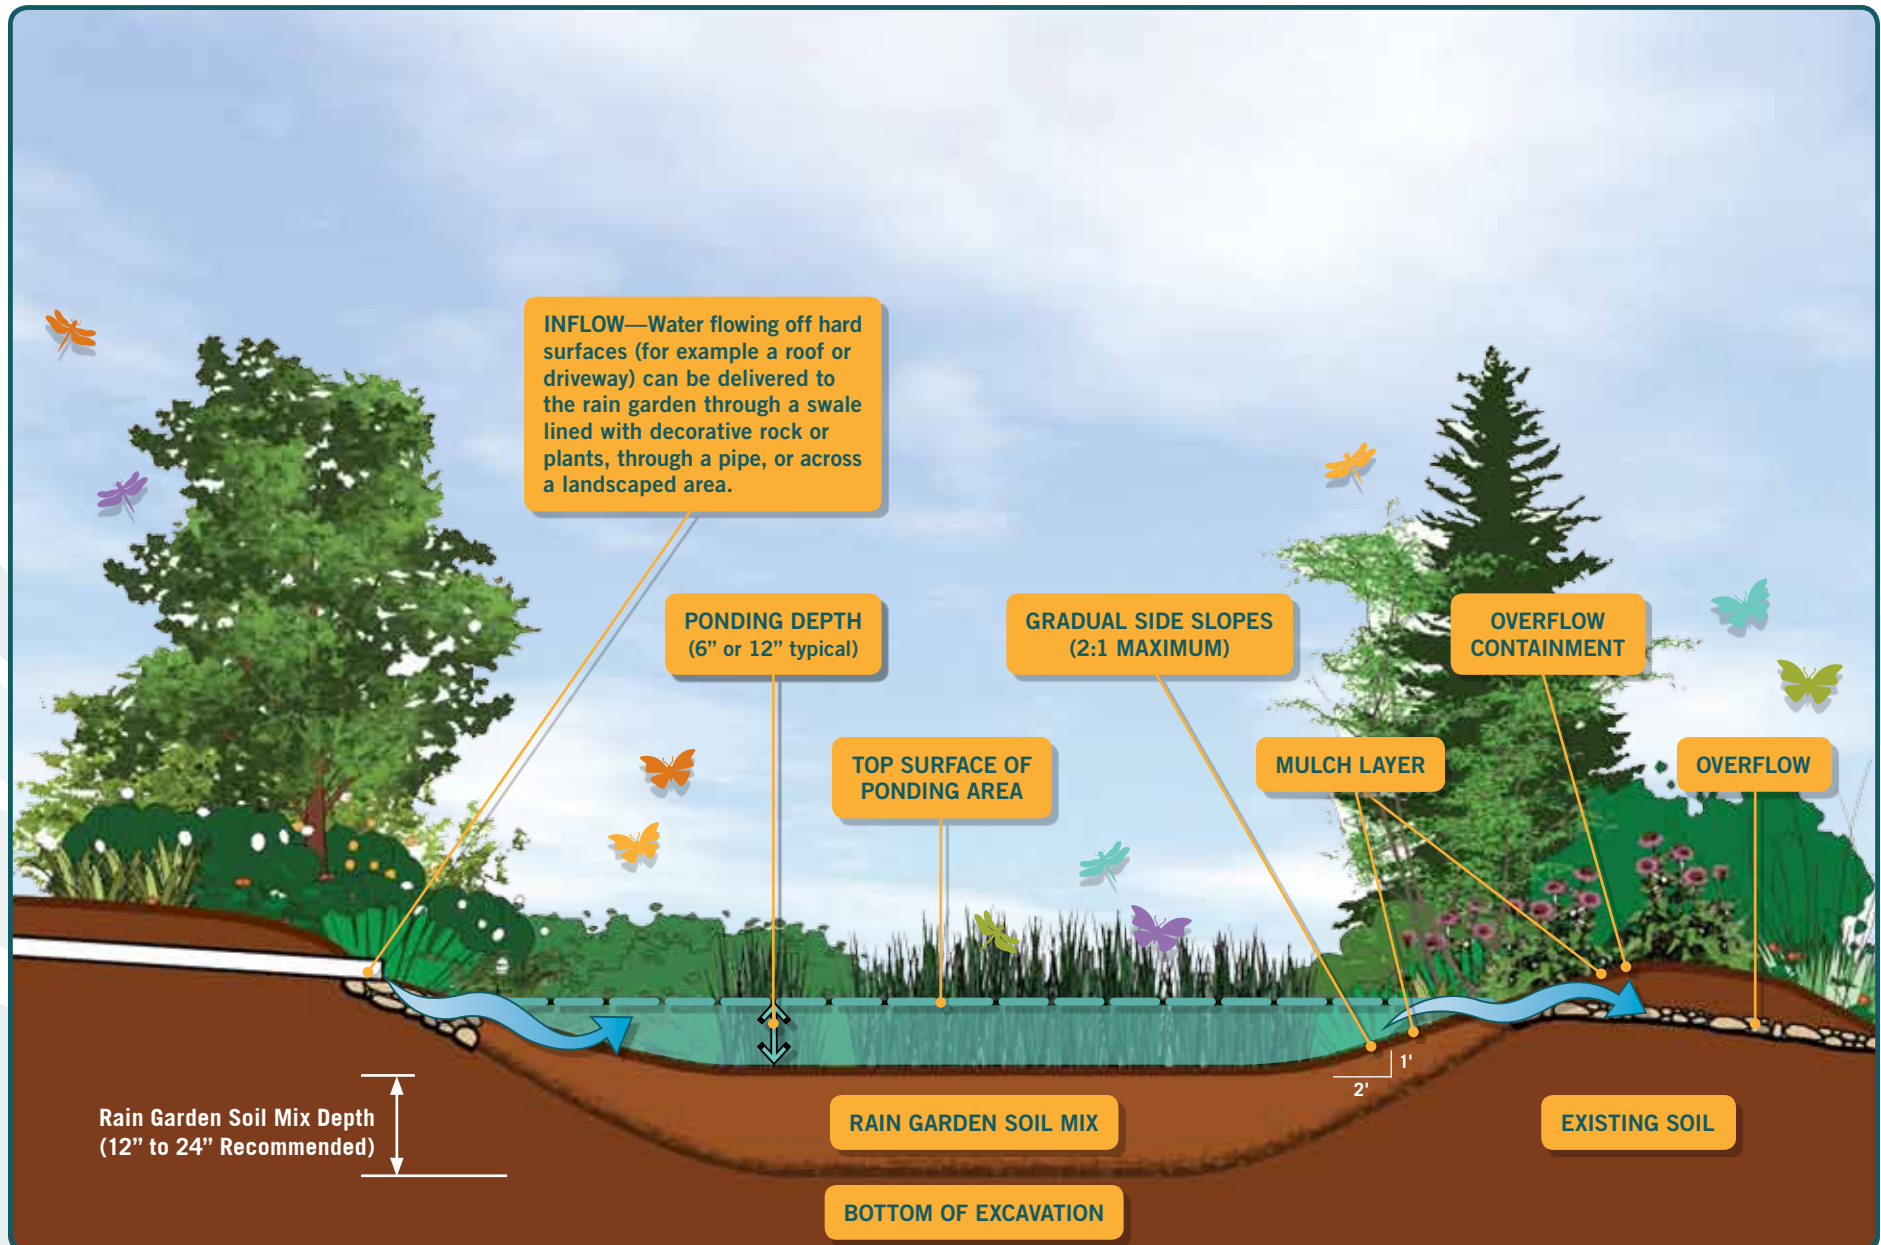 INFLOW—Water flowing off hard
surfaces (for example a roof or
driveway) can be delivered to
the rain garden through a swale
lined with decorative rock or
plants, through a pipe, or across
a landscaped area.
PONDING DEPTH
(6” or 12” typical)
GRADUAL SIDE SLOPES
(2:1 MAXIMUM)
OVERFLOW
CONTAINMENT
TOP SURFACE OF
PONDING AREA
MULCH LAYER
OVERFLOW
1'
2'
Rain Garden Soil Mix Depth
(12” to 24” Recommended)
RAIN GARDEN SOIL MIX
EXISTING SOIL
BOTTOM OF EXCAVATION